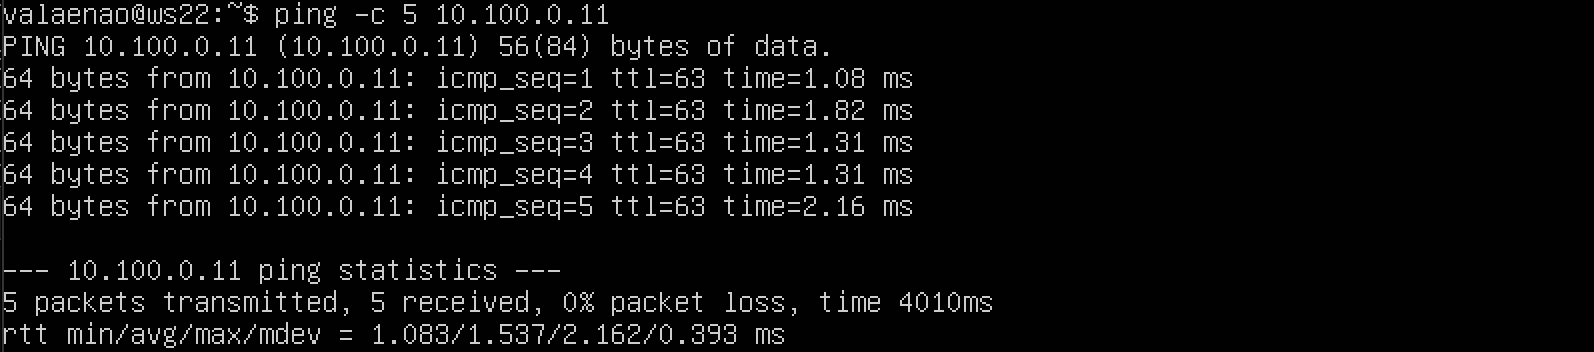 valaenao@ws22:~$ ping -c 5 10.100.0.11
PING 10.100.0.11 (10.100.0.11) 56(84) bytes of data.
64 bytes from 10.100.0.11: icmp_seq=1 ttl=63 time=1.08 ms
64 bytes from 10.100.0.11: icmp_seq=2 ttl=63 time=1.82 ms
64 bytes from 10.100.0.11: icmp_seq=3 ttl=63 time=1.31 ms
64 bytes from 10.100.0.11: icmp_seq=4 ttl=63 time=1.31 ms
64 bytes from 10.100.0.11: icmp_seq=5 ttl=63 time=2.16 ms
--- 10.100.0.11 ping statistics ---
5 packets transmitted, 5 received, 0% packet loss, time 4010ms
rtt min/avg/max/mdev = 1.083/1.537/2.162/0.393 ms